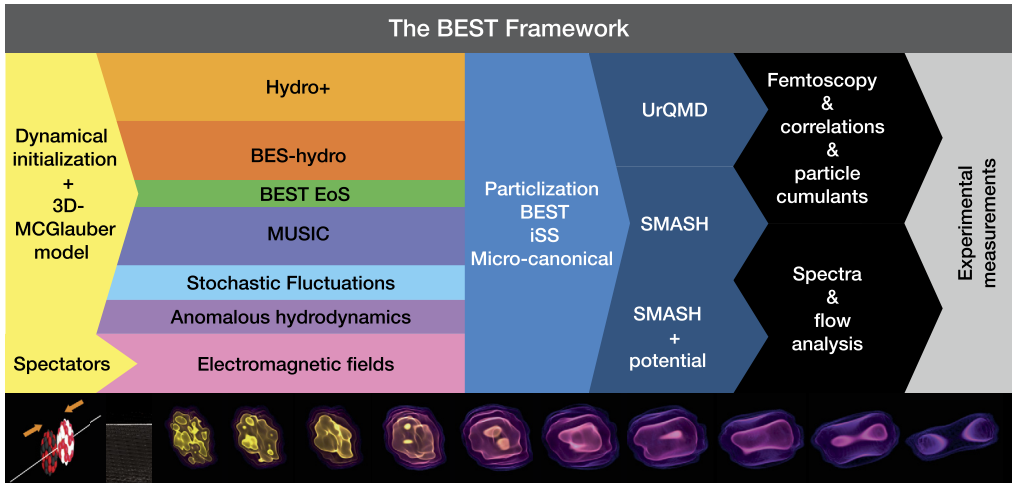 The BEST Framework
Dynamical
initialization
+
3D-
MCGlauber
model
Spectators
Hydro+
BES-hydro
BEST EoS
MUSIC
Stochastic Fluctuations
Anomalous hydrodynamics
Electromagnetic fields
Particlization
BEST
iSS
Micro-canonical
UrQMD
SMASH
SMASH
+
potential
Femtoscopy
&
correlations
&
particle
cumulants
Spectra
&
flow
analysis
Experimental
measurements